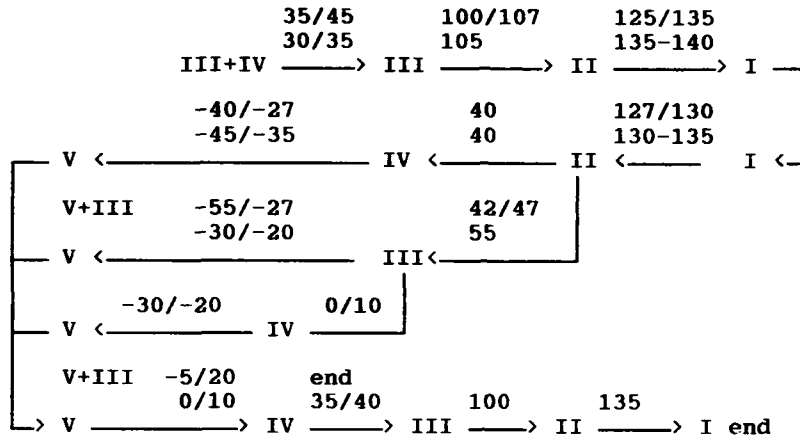 35/45 100/107 125/135
30/35 105 135-140
III+IV III II I
-40/-27 40 127/130
-45/-35 40 130-135
V IV II I
V+III -55/-27 42/47
-30/-20 55
V III
-30/-20 0/10
V IV
V+III -5/20 end
0/10 35/40 100 135
V IV III II I end